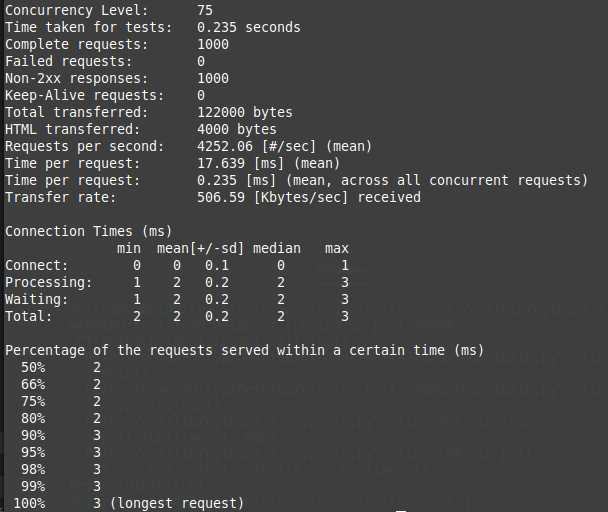 Concurrency Level:      75
Time taken for tests:   0.235 seconds
Complete requests:      1000
Failed requests:        0
Non-2xx responses:      1000
Keep-Alive requests:    0
Total transferred:      122000 bytes
HTML transferred:       4000 bytes
Requests per second:    4252.06 [#/sec] (mean)
Time per request:       17.639 [ms] (mean)
Time per request:       0.235 [ms] (mean, across all concurrent requests)
Transfer rate:          506.59 [Kbytes/sec] received
Connection Times (ms)
              min  mean[+/-sd] median   max
Connect:        0    0   0.1      0       1
Processing:     1    2   0.2      2       3
Waiting:        1    2   0.2      2       3
Total:          2    2   0.2      2       3
Percentage of the requests served within a certain time (ms)
  50%      2
  66%      2
  75%      2
  80%      2
  90%      3
  95%      3
  98%      3
  99%      3
 100%      3 (longest request)